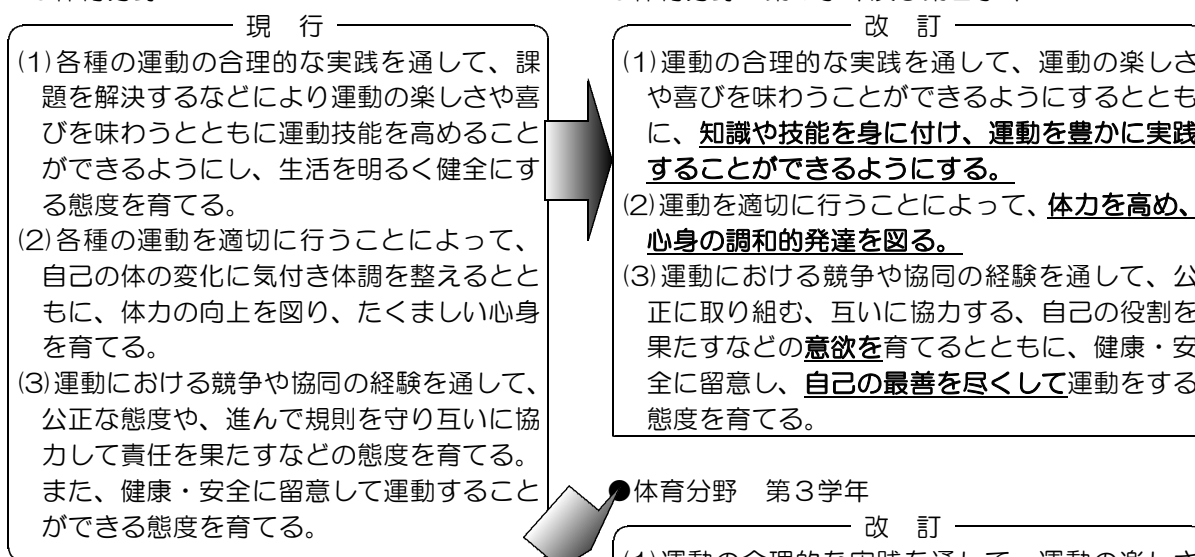 現 行
(1)各種の運動の合理的な実践を通して、課
題を解決するなどにより運動の楽しさや喜
びを味わうとともに運動技能を高めること
ができるようにし、生活を明るく健全にす
る態度を育てる。
(2)各種の運動を適切に行うことによって、
自己の体の変化に気付き体調を整えるとと
もに、体力の向上を図り、たくましい心身
を育てる。
(3)運動における競争や協同の経験を通して、
公正な態度や、進んで規則を守り互いに協
力して責任を果たすなどの態度を育てる。
また、健康・安全に留意して運動すること
ができる態度を育てる。
改 訂
(1)運動の合理的な実践を通して、運動の楽しさ
や喜びを味わうことができるようにするととも
に、知識や技能を身に付け、運動を豊かに実践
することができるようにする。
(2)運動を適切に行うことによって、体力を高め、
心身の調和的発達を図る。
(3)運動における競争や協同の経験を通して、公
正に取り組む、互いに協力する、自己の役割を
果たすなどの意欲を育てるとともに、健康・安
全に留意し、自己の最善を尽くして運動をする
態度を育てる。
●体育分野 第3学年
改 訂
(1)運動の合理的な実践を通して、運動の楽しさ